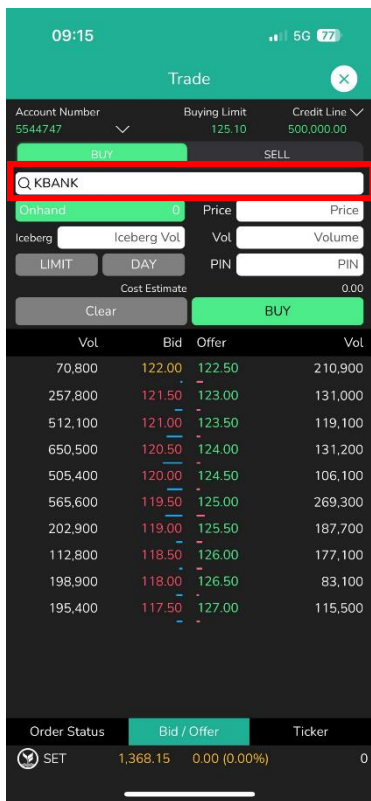 09:15 5G 77
Trade
Account Number Buying Limit Credit Line
5544747 125.10 500,000.00
BUY SELL
KBANK
Onhand 0 Price Price
Iceberg Iceberg Vol Vol Volume
LIMIT DAY PIN PIN
Cost Estimate 0.00
Clear BUY
Vol Bid Offer Vol
70,800 122.00 122.50 210,900
257,800 121.50 123.00 131,000
512,100 121.00 123.50 119,100
650,500 120.50 124.00 131,200
505,400 120.00 124.50 106,100
565,600 119.50 125.00 269,300
202,900 119.00 125.50 187,700
112,800 118.50 126.00 177,100
198,900 118.00 126.50 83,100
195,400 117.50 127.00 115,500
Order Status Bid / Offer Ticker
SET 1,368.15 0.00 (0.00%) 0